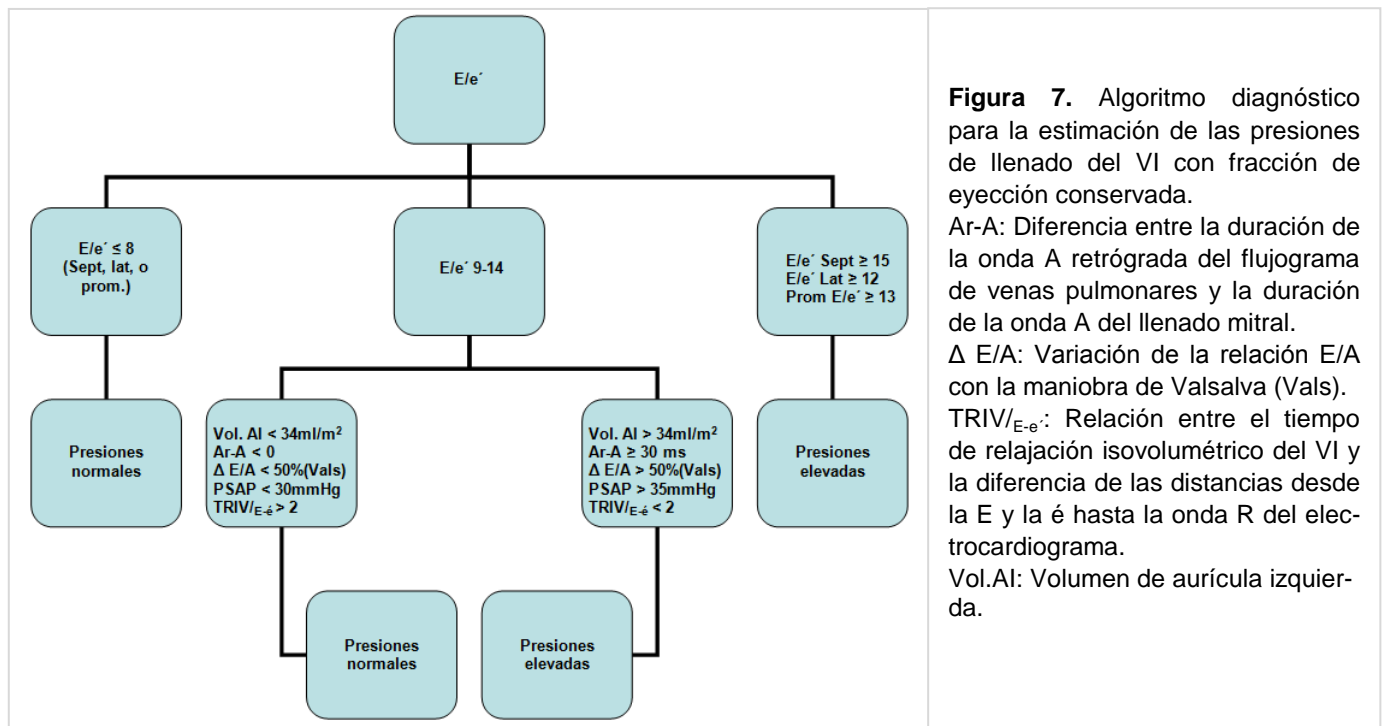 E/e´
E/e´ ≤ 8
(Sept, lat, o
prom.)
E/e´ 9-14
E/e´ Sept ≥ 15
E/e´ Lat ≥ 12
Prom E/e´ ≥ 13
Presiones
normales
Vol. AI < 34ml/m²
Ar-A < 0
Δ E/A < 50%(Vals)
PSAP < 30mmHg
TRIV/E-é > 2
Vol. AI > 34ml/m²
Ar-A ≥ 30 ms
Δ E/A > 50%(Vals)
PSAP > 35mmHg
TRIV/E-é < 2
Presiones
elevadas
Presiones
normales
Presiones
elevadas
Figura 7. Algoritmo diagnóstico
para la estimación de las presiones
de llenado del VI con fracción de
eyección conservada.
Ar-A: Diferencia entre la duración de
la onda A retrógrada del flujograma
de venas pulmonares y la duración
de la onda A del llenado mitral.
Δ E/A: Variación de la relación E/A
con la maniobra de Valsalva (Vals).
TRIV/E-e´: Relación entre el tiempo
de relajación isovolumétrico del VI y
la diferencia de las distancias desde
la E y la é hasta la onda R del elec-
trocardiograma.
Vol.AI: Volumen de aurícula izquier-
da.